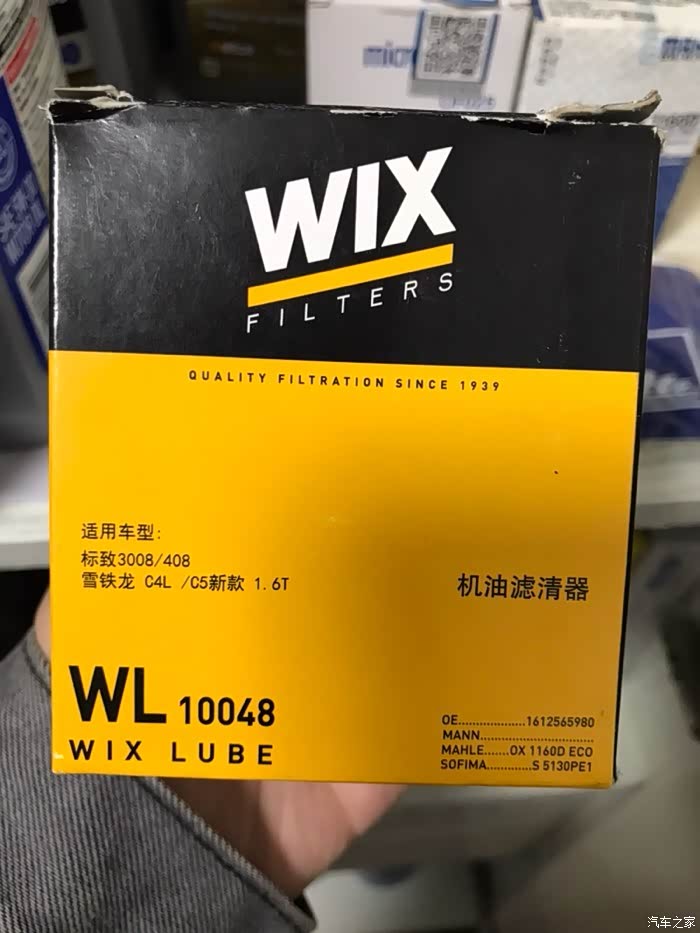 WIX
FILTERS
QUALITY FILTRATION SINCE 1939
适用车型:
标致3008/408
雪铁龙 C4L /C5新款 1.6T
机油滤清器
WL 10048
WIX LUBE
OE..................1612565980
MANN..............................
MAHLE.......OX 1160D ECO
SOFIMA............S 5130PE1
汽车之家